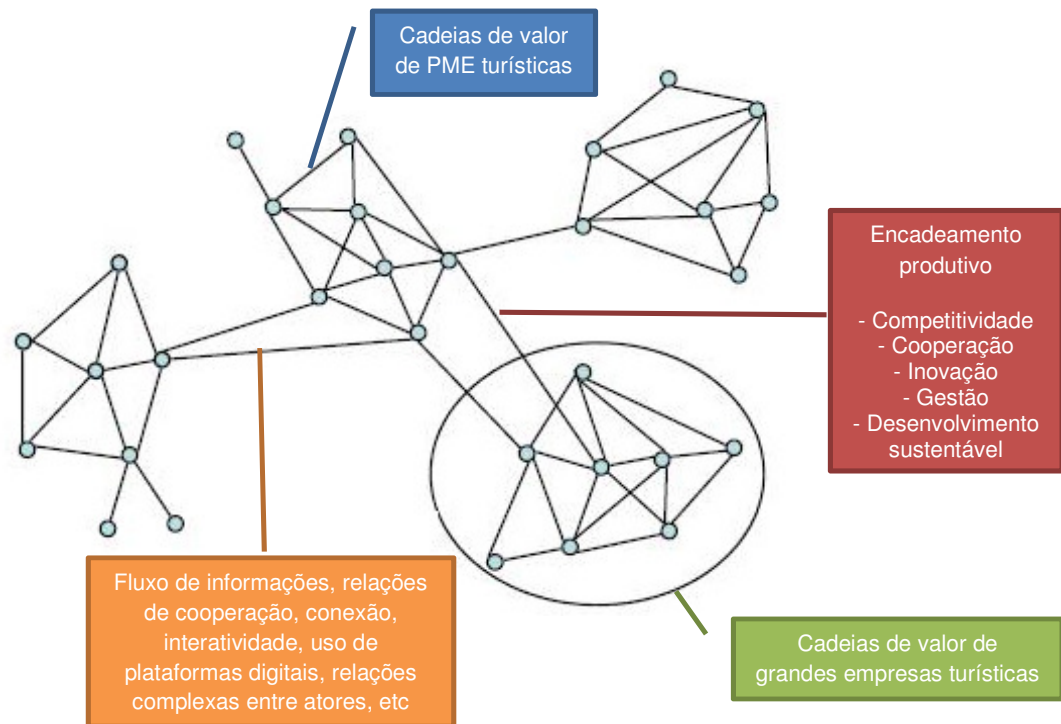 Cadeias de valor
de PME turísticas
Encadeamento
produtivo
- Competitividade
- Cooperação
- Inovação
- Gestão
- Desenvolvimento
sustentável
Fluxo de informações, relações
de cooperação, conexão,
interatividade, uso de
plataformas digitais, relações
complexas entre atores, etc
Cadeias de valor de
grandes empresas turísticas